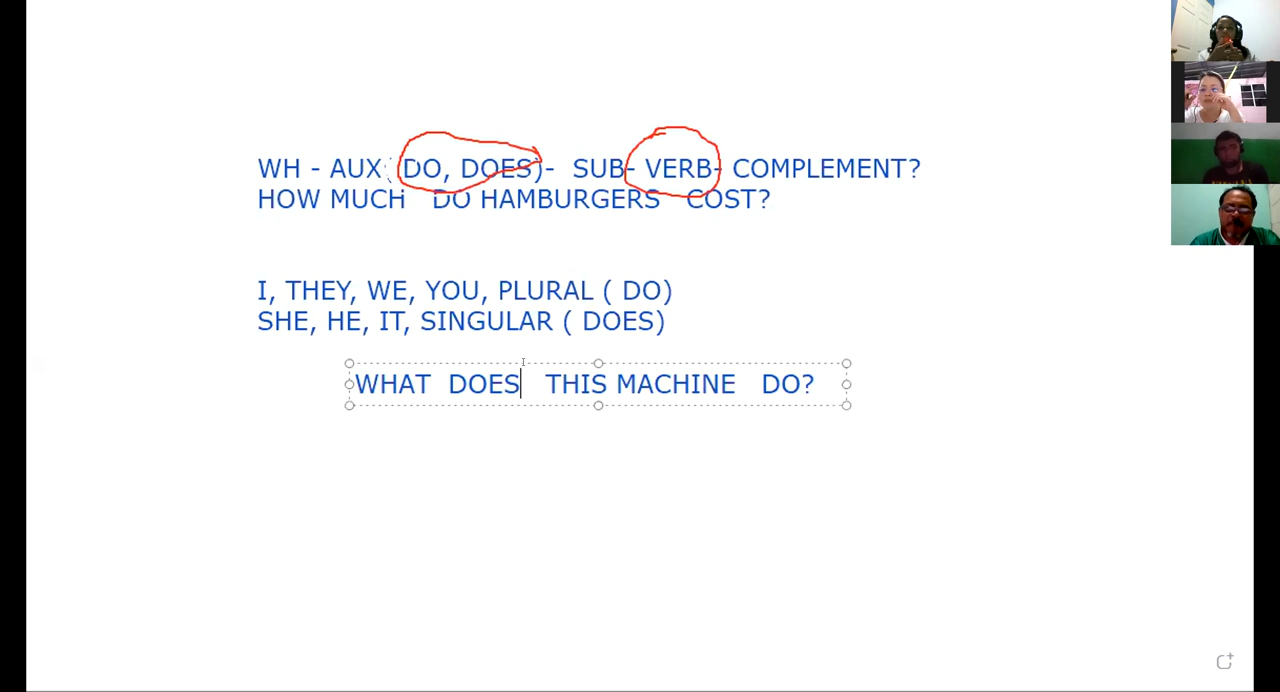 WH - AUX (DO, DOES)- SUB- VERB- COMPLEMENT?
HOW MUCH DO HAMBURGERS COST?
I, THEY, WE, YOU, PLURAL ( DO)
SHE, HE, IT, SINGULAR ( DOES)
WHAT DOES THIS MACHINE DO?